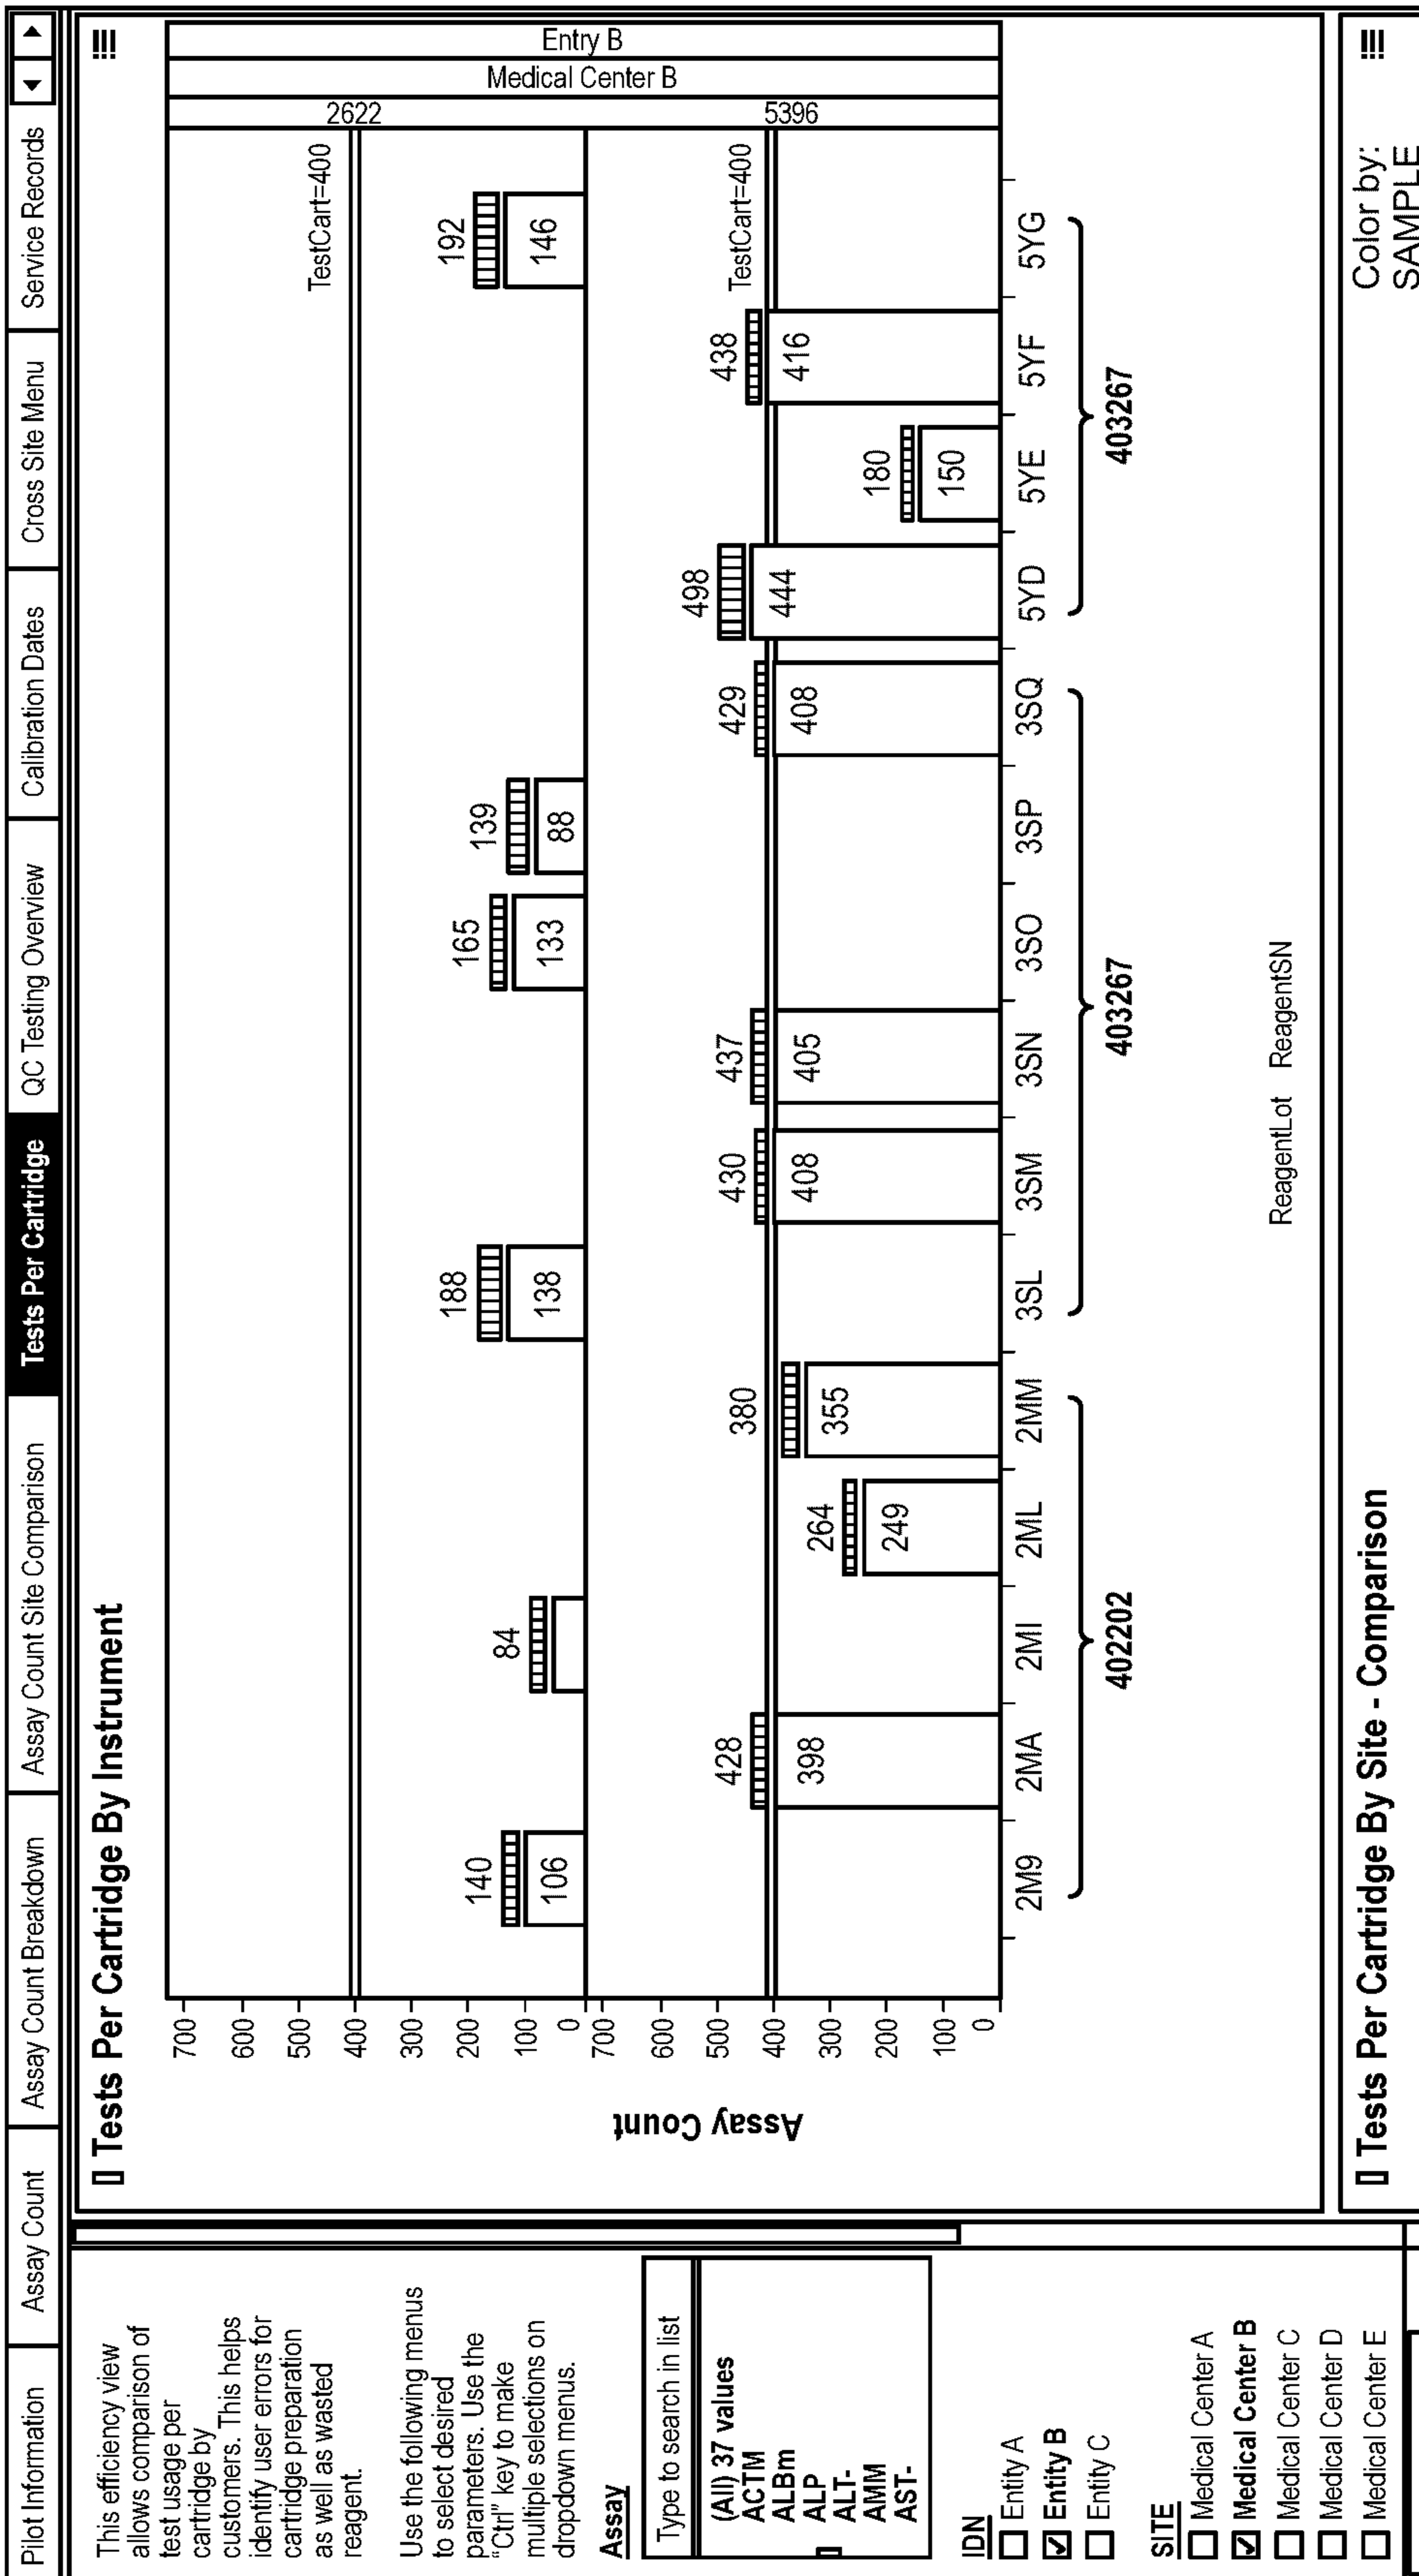 Pilot Information
Assay Count
Assay Count Breakdown
Assay Count Site Comparison
Tests Per Cartridge
QC Testing Overview
Calibration Dates
Cross Site Menu
Service Records
This efficiency view
allows comparison of
test usage per
cartridge by
customers. This helps
identify user errors for
cartridge preparation
as well as wasted
reagent.
Use the following menus
to select desired
parameters. Use the
“Ctrl” key to make
multiple selections on
dropdown menus.
Assay
Type to search in list
(All) 37 values
ACTM
ALBm
ALP
ALT-
AMM
AST-
IDN
Entity A
Entity B
Entity C
SITE
Medical Center A
Medical Center B
Medical Center C
Medical Center D
Medical Center E
[] Tests Per Cartridge By Instrument
Assay Count
700
600
500
400
300
200
100
0
TestCart=400
140
106
84
188
138
165
133
139
88
192
146
2622
Medical Center B
Entry B
700
600
500
400
300
200
100
0
TestCart=400
428
398
264
249
380
355
430
408
437
405
429
408
498
444
180
150
438
416
5396
2M9 2MA 2MI 2ML 2MM 3SL 3SM 3SN 3SO 3SP 3SQ 5YD 5YE 5YF 5YG
402202 403267 403267
ReagentLot ReagentSN
[] Tests Per Cartridge By Site - Comparison
Color by:
SAMPLE